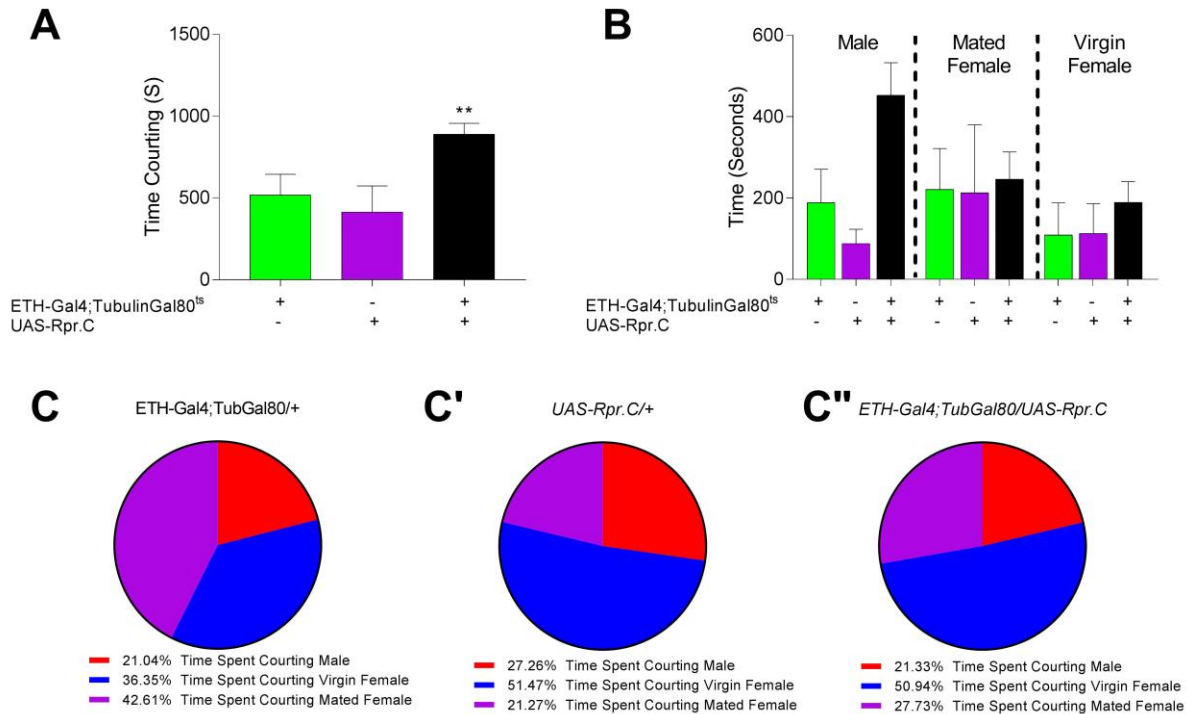 A
Time Courting (S)
1500
1000
500
0
**
ETH-Gal4;TubulinGal80ts + - +
UAS-Rpr.C - + +
B
Time (Seconds)
600
400
200
0
Male
Mated
Female
Virgin
Female
ETH-Gal4;TubulinGal80ts + - + + - + + - +
UAS-Rpr.C - + + - + + - + +
C
ETH-Gal4;TubGal80/+
21.04% Time Spent Courting Male
36.35% Time Spent Courting Virgin Female
42.61% Time Spent Courting Mated Female
C'
UAS-Rpr.C/+
27.26% Time Spent Courting Male
51.47% Time Spent Courting Virgin Female
21.27% Time Spent Courting Mated Female
C"
ETH-Gal4;TubGal80/UAS-Rpr.C
21.33% Time Spent Courting Male
50.94% Time Spent Courting Virgin Female
27.73% Time Spent Courting Mated Female